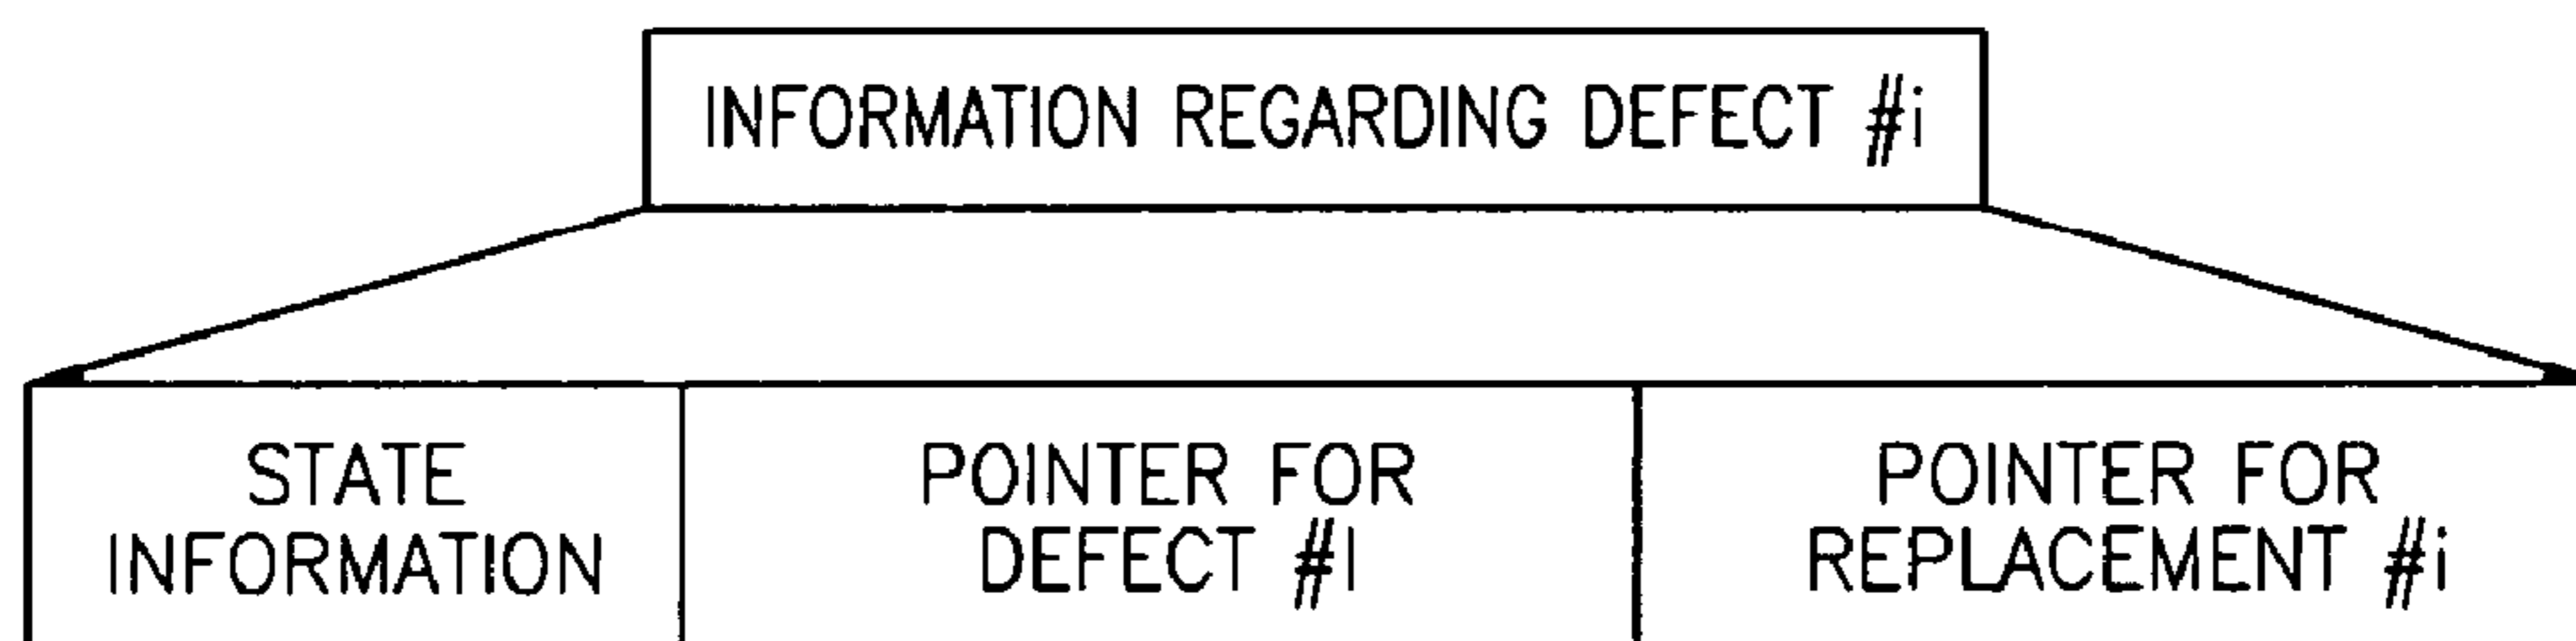 INFORMATION REGARDING DEFECT #i
STATE
INFORMATION
POINTER FOR
DEFECT #I
POINTER FOR
REPLACEMENT #i